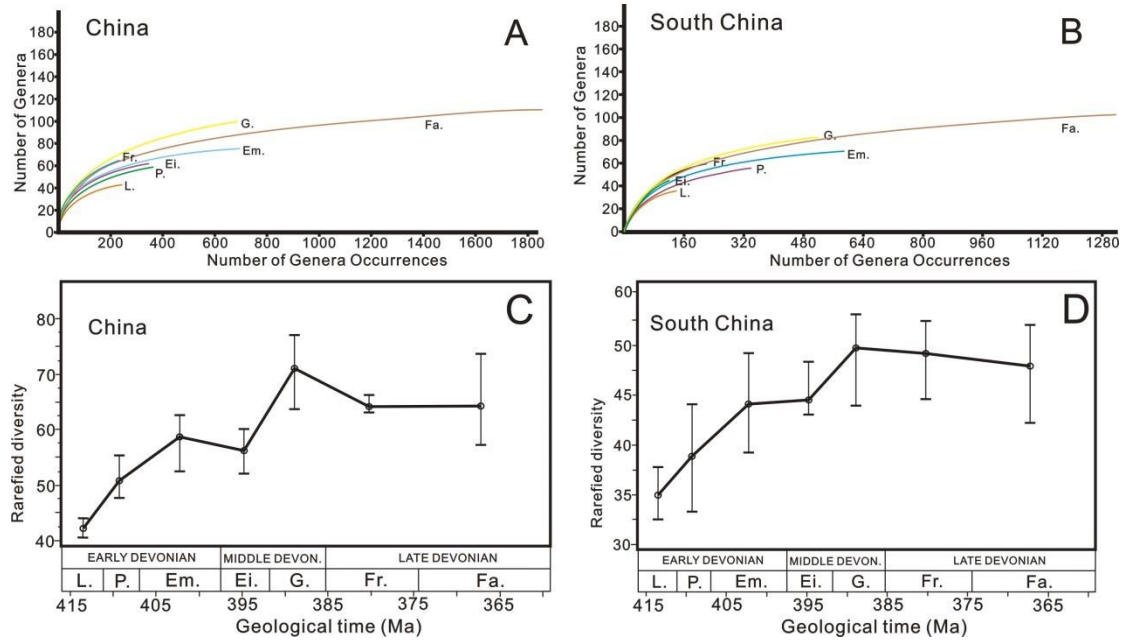 China
A
Number of Genera
180
160
140
120
100
80
60
40
20
0
G.
Fa.
Fr.
Em.
Ei.
P.
L.
200 400 600 800 1000 1200 1400 1600 1800
Number of Genera Occurrences
South China
B
Number of Genera
180
160
140
120
100
80
60
40
20
0
G.
Fa.
Fr.
Em.
Ei.
P.
L.
160 320 480 640 800 960 1120 1280
Number of Genera Occurrences
China
C
Rarefied diversity
80
70
60
50
40
EARLY DEVONIAN MIDDLE DEVON. LATE DEVONIAN
L. P. Em. Ei. G. Fr. Fa.
415 405 395 385 375 365
Geological time (Ma)
South China
D
Rarefied diversity
60
50
45
40
35
30
EARLY DEVONIAN MIDDLE DEVON. LATE DEVONIAN
L. P. Em. Ei. G. Fr. Fa.
415 405 395 385 375 365
Geological time (Ma)